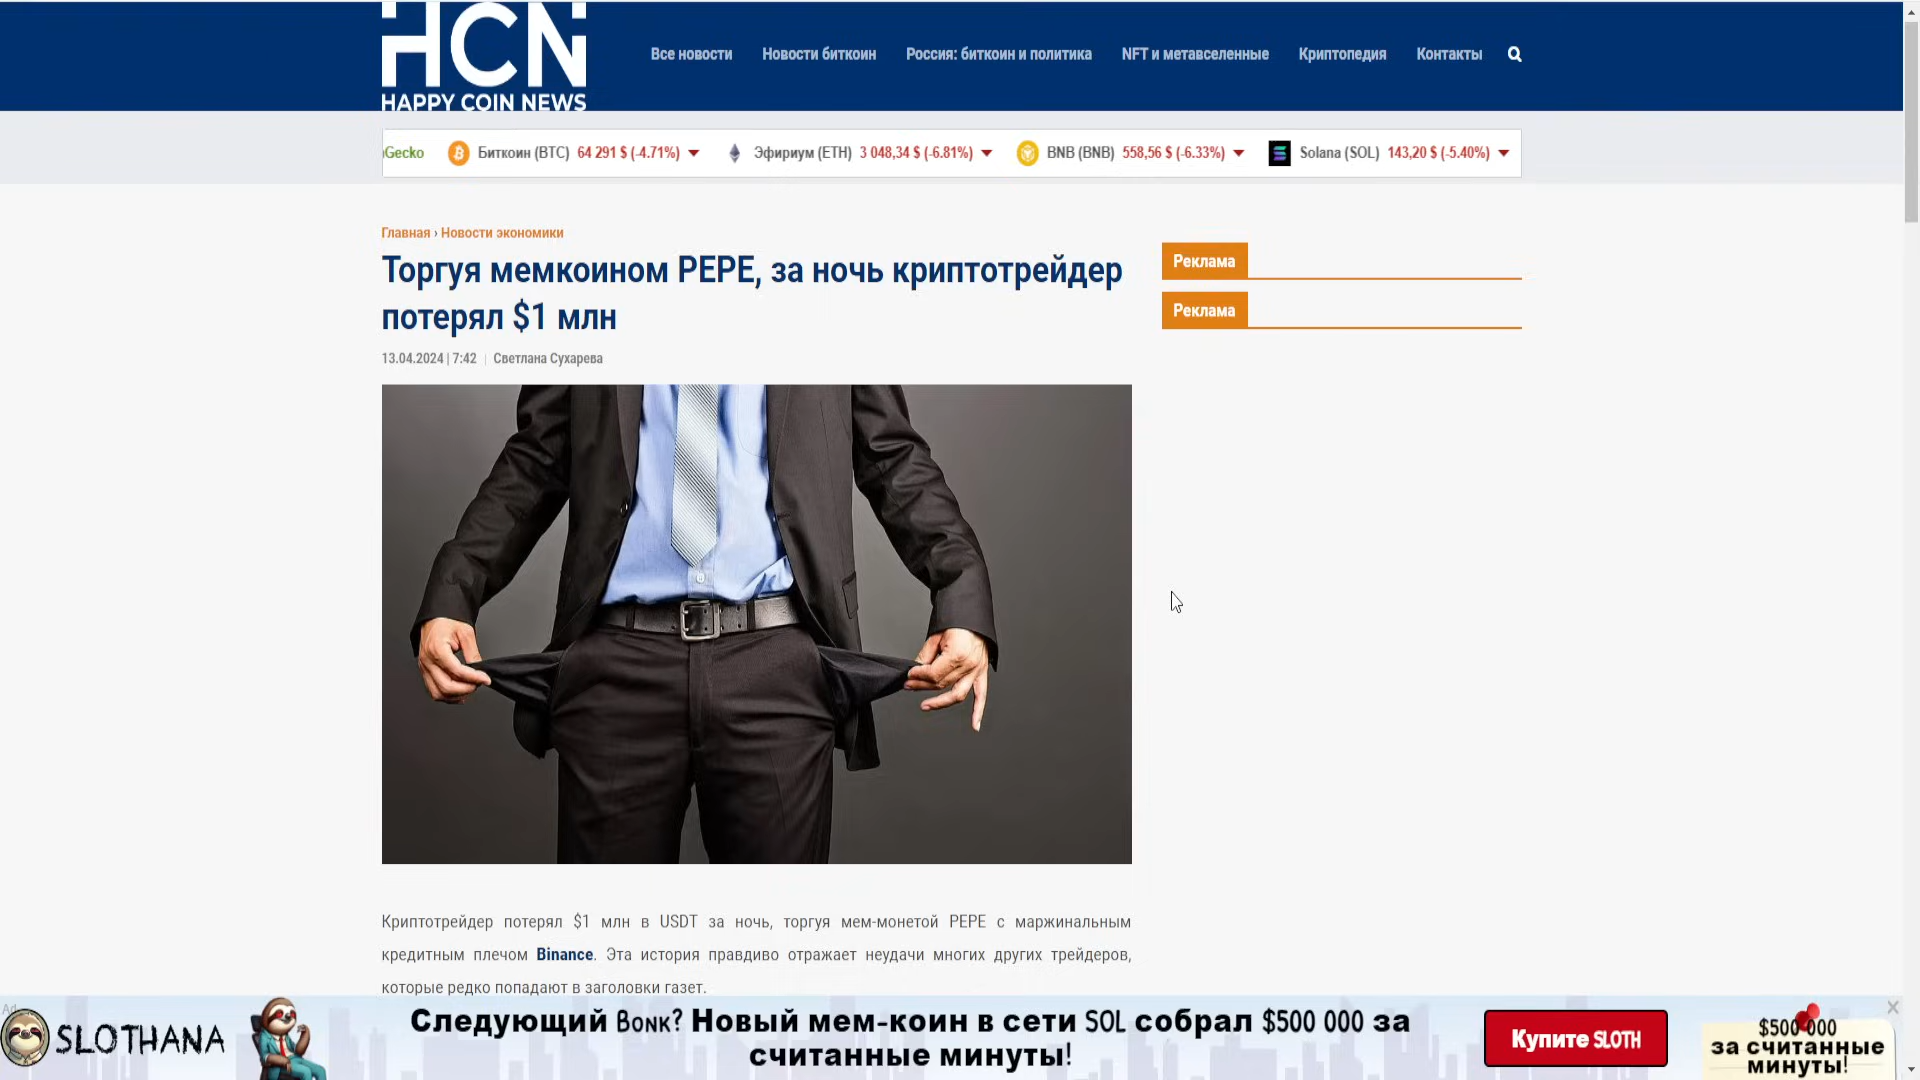 HCN
HAPPY COIN NEWS
Все новости Новости биткоин Россия: биткоин и политика NFT и метавселенные Криптопедия Контакты
Gecko Биткоин (BTC) 64 291 $ (-4.71%) Эфириум (ETH) 3 048,34 $ (-6.81%) BNB (BNB) 558,56 $ (-6.33%) Solana (SOL) 143,20 $ (-5.40%)
Главная › Новости экономики
Торгуя мемкоином PEPE, за ночь криптотрейдер
потерял $1 млн
13.04.2024 | 7:42 | Светлана Сухарева
Реклама
Реклама
Криптотрейдер потерял $1 млн в USDT за ночь, торгуя мем-монетой PEPE с маржинальным
кредитным плечом Binance. Эта история правдиво отражает неудачи многих других трейдеров,
которые редко попадают в заголовки газет.
SLOTHANA
Следующий Bonk? Новый мем-коин в сети SOL собрал $500 000 за
считанные минуты!
Купите SLOTH
$500 000
за считанные
минуты!